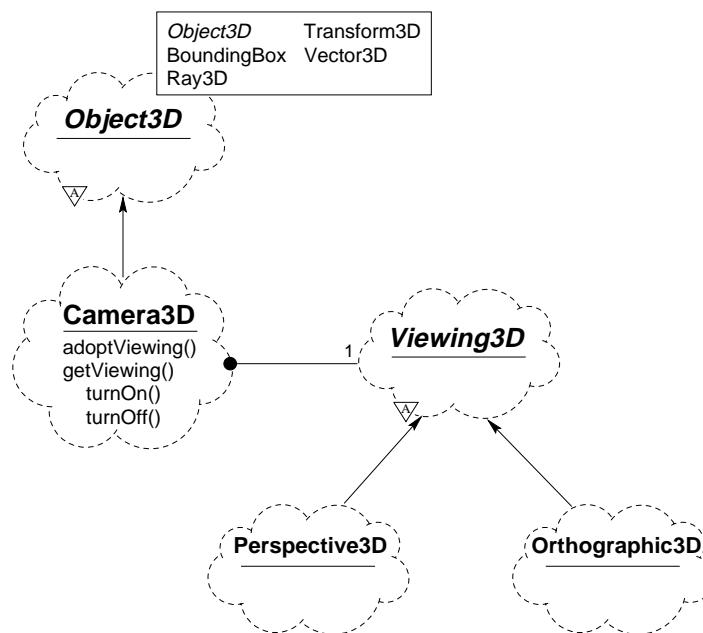 Object3D Transform3D
BoundingBox Vector3D
Ray3D
Object3D
A
Camera3D
adoptViewing()
getViewing()
turnOn()
turnOff()
1
Viewing3D
A
Perspective3D
Orthographic3D